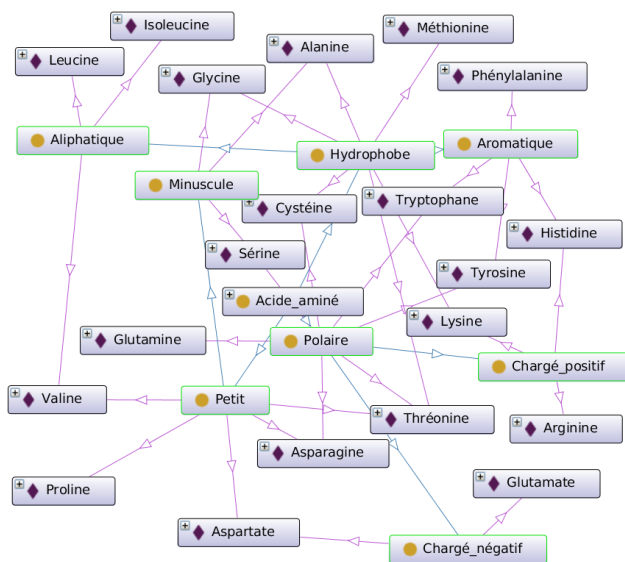 Isoleucine
Méthionine
Alanine
Leucine
Glycine
Phénylalanine
Aliphatique
Hydrophobe
Aromatique
Minuscule
Cystéine
Tryptophane
Histidine
Sérine
Tyrosine
Acide_aminé
Glutamine
Polaire
Lysine
Chargé_positif
Valine
Petit
Thréonine
Arginine
Asparagine
Proline
Glutamate
Aspartate
Chargé_négatif